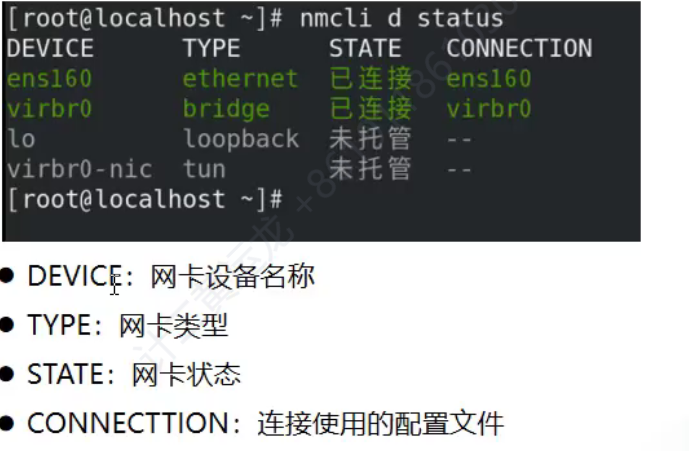 [root@localhost ~]# nmcli d status
DEVICE TYPE STATE CONNECTION
ens160 ethernet 已连接 ens160
virbr0 bridge 已连接 virbr0
lo loopback 未托管 --
virbr0-nic tun 未托管 --
[root@localhost ~]#
● DEVICE：网卡设备名称
● TYPE：网卡类型
● STATE：网卡状态
● CONNECTTION：连接使用的配置文件